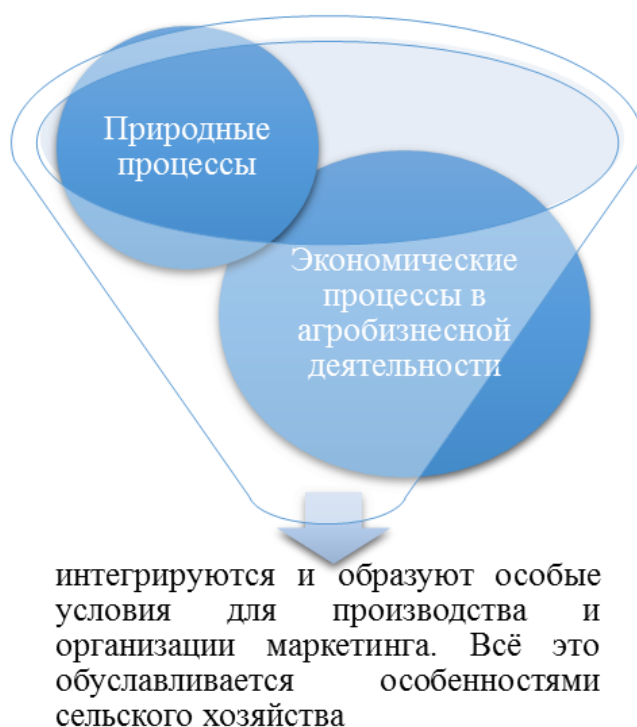 Природные
процессы
Экономические
процессы в
агробизнесной
деятельности
интегрируются и образуют особые
условия для производства и
организации маркетинга. Всё это
обуславливается особенностями
сельского хозяйства